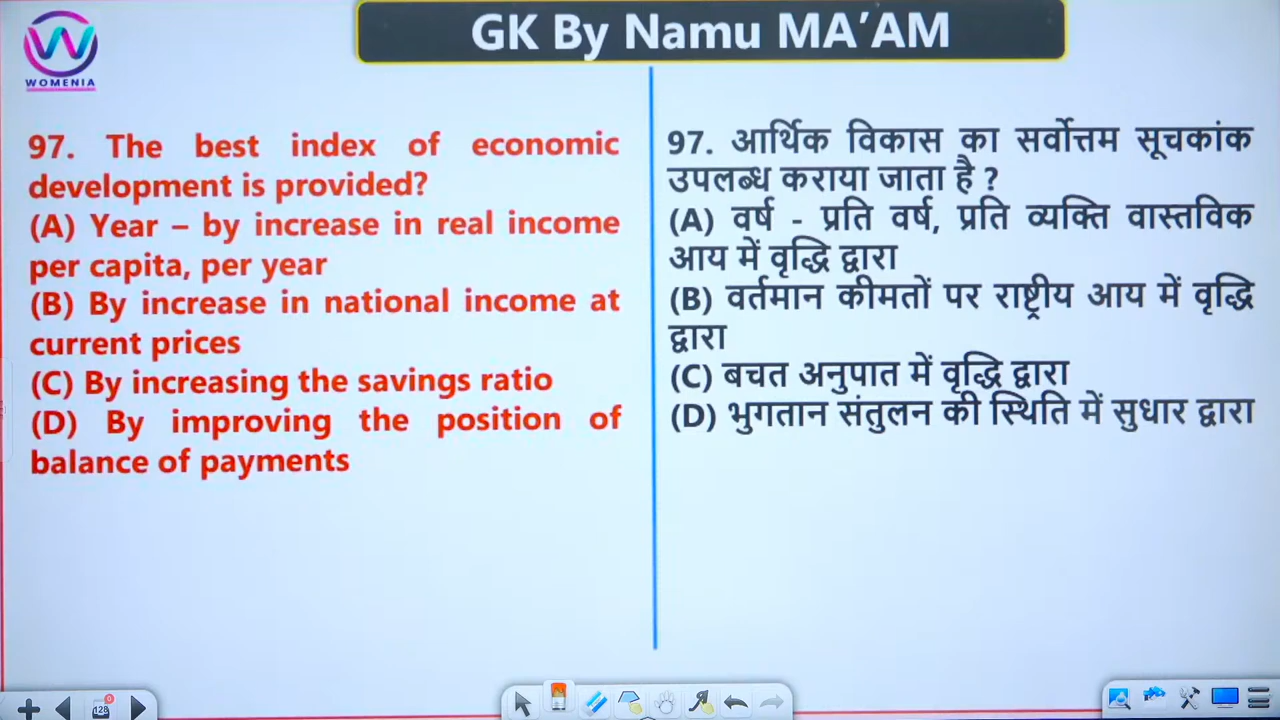 WOMENIA
GK By Namu MA’AM
97. The best index of economic
development is provided?
(A) Year – by increase in real income
per capita, per year
(B) By increase in national income at
current prices
(C) By increasing the savings ratio
(D) By improving the position of
balance of payments
97. आर्थिक विकास का सर्वोत्तम सूचकांक
उपलब्ध कराया जाता है ?
(A) वर्ष - प्रति वर्ष, प्रति व्यक्ति वास्तविक
आय में वृद्धि द्वारा
(B) वर्तमान कीमतों पर राष्ट्रीय आय में वृद्धि
द्वारा
(C) बचत अनुपात में वृद्धि द्वारा
(D) भुगतान संतुलन की स्थिति में सुधार द्वारा
128
0